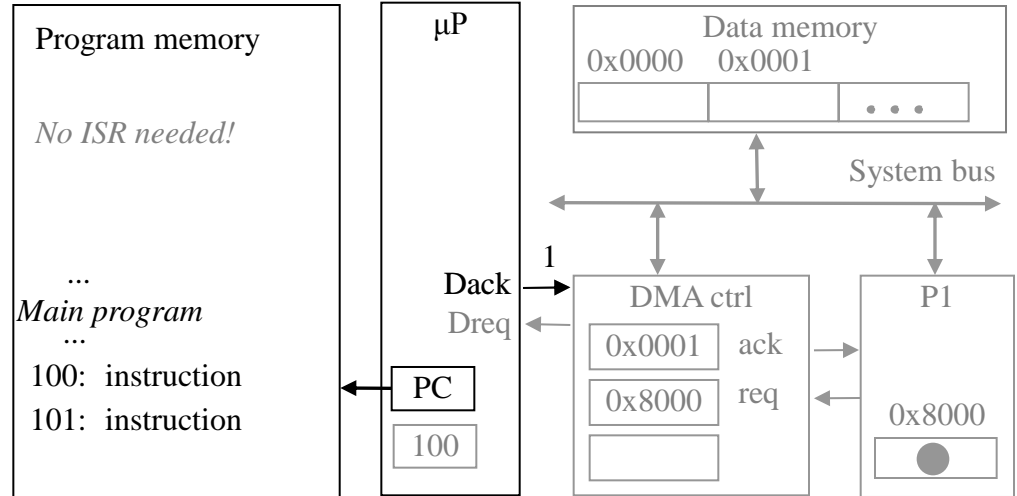 Program memory
No ISR needed!
...
Main program
...
100: instruction
101: instruction
μP
Dack
1
Dreq
PC
100
Data memory
0x0000 0x0001
...
System bus
DMA ctrl
0x0001 ack
0x8000 req
P1
0x8000